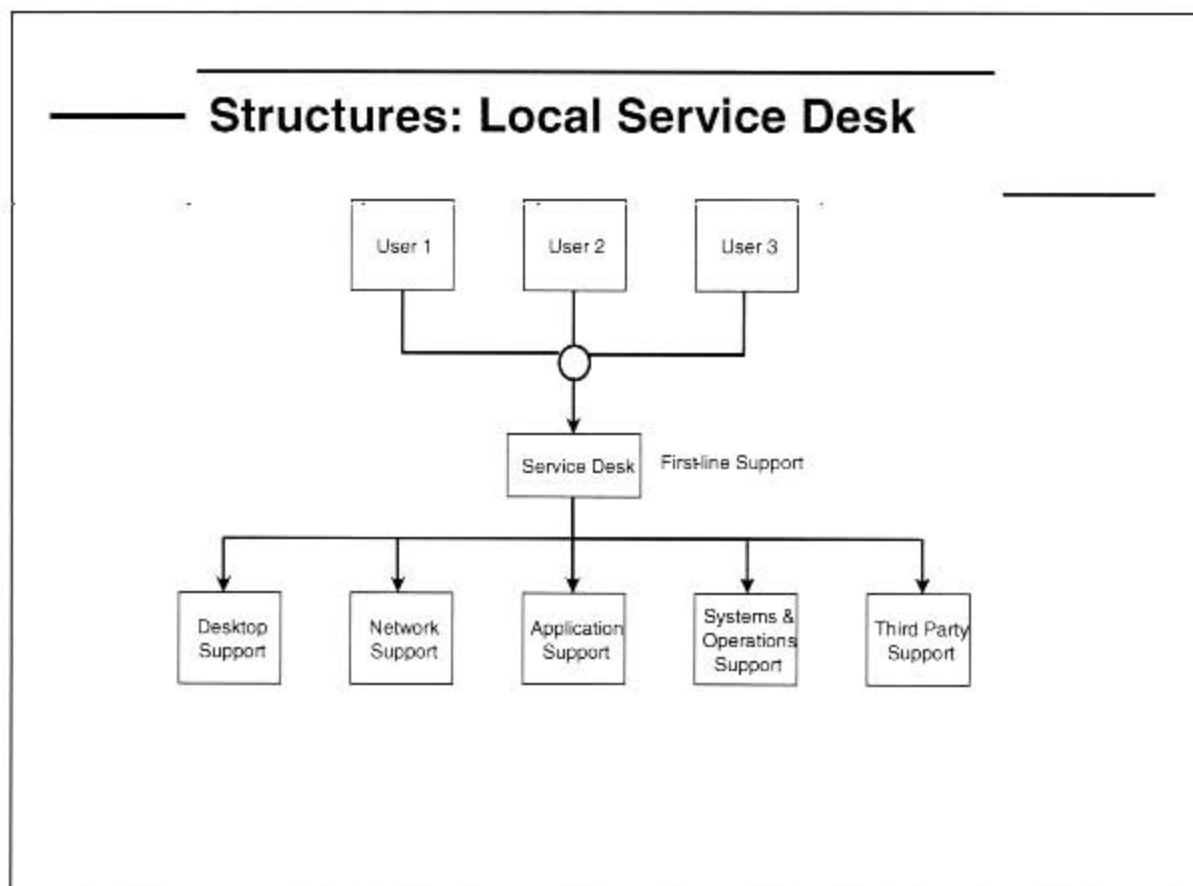 Structures: Local Service Desk
User 1
User 2
User 3
Service Desk
First-line Support
Desktop
Support
Network
Support
Application
Support
Systems &
Operations
Support
Third Party
Support